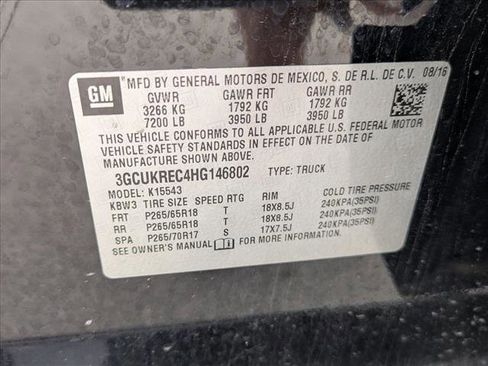 GM
MFD BY GENERAL MOTORS DE MEXICO, S. DE R.L. DE C.V. 08/16
GVWR GAWR FRT GAWR RR
3266 KG 1792 KG 1792 KG
7200 LB 3950 LB 3950 LB
THIS VEHICLE CONFORMS TO ALL APPLICABLE U.S. FEDERAL MOTOR
VEHICLE SAFETY AND THEFT PREVENTION STANDARDS IN EFFECT ON
THE DATE OF MANUFACTURE SHOWN ABOVE.
3GCUKREC4HG146802 TYPE: TRUCK
MODEL: K15543
KBW3 TIRE SIZE SPEED RTG RIM COLD TIRE PRESSURE
FRT P265/65R18 T 18X8.5J 240KPA(35PSI)
RR P265/65R18 T 18X8.5J 240KPA(35PSI)
SPA P265/70R17 S 17X7.5J 240KPA(35PSI)
SEE OWNER'S MANUAL FOR MORE INFORMATION.